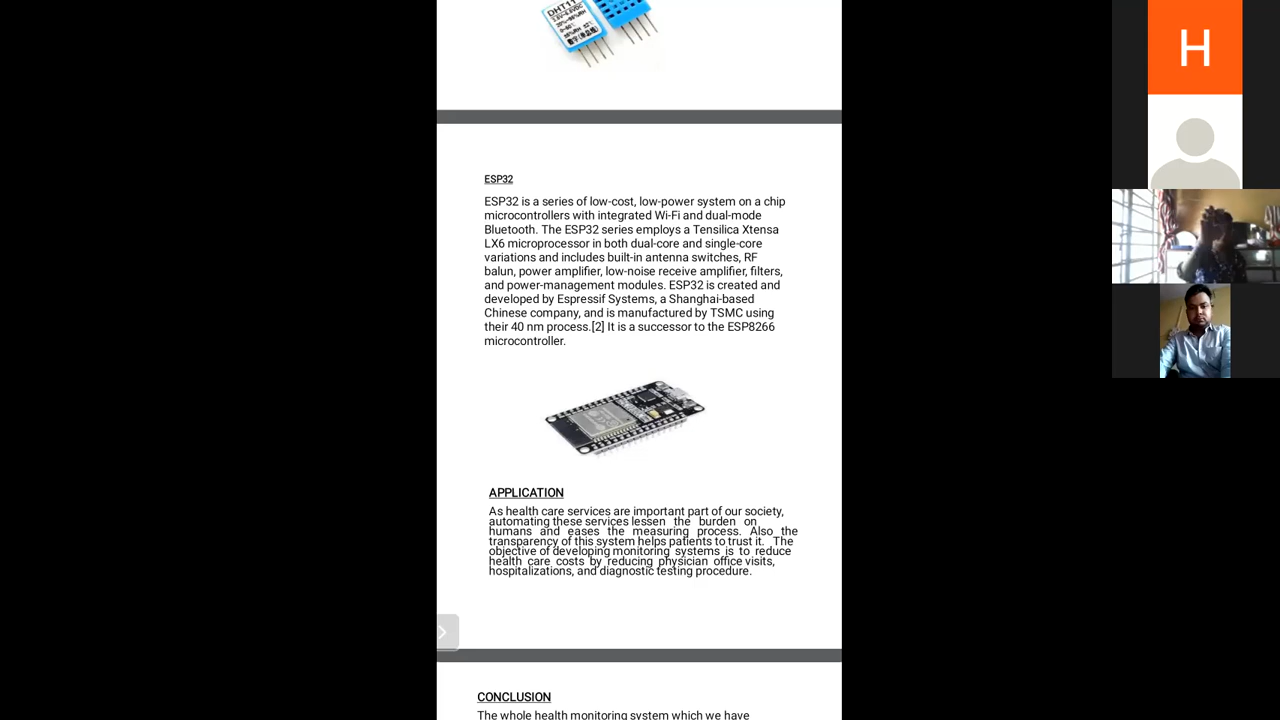 DHT11
H
ESP32
ESP32 is a series of low-cost, low-power system on a chip
microcontrollers with integrated Wi-Fi and dual-mode
Bluetooth. The ESP32 series employs a Tensilica Xtensa
LX6 microprocessor in both dual-core and single-core
variations and includes built-in antenna switches, RF
balun, power amplifier, low-noise receive amplifier, filters,
and power-management modules. ESP32 is created and
developed by Espressif Systems, a Shanghai-based
Chinese company, and is manufactured by TSMC using
their 40 nm process.[2] It is a successor to the ESP8266
microcontroller.
APPLICATION
As health care services are important part of our society,
automating these services lessen the burden on
humans and eases the measuring process. Also the
transparency of this system helps patients to trust it. The
objective of developing monitoring systems is to reduce
health care costs by reducing physician office visits,
hospitalizations, and diagnostic testing procedure.
CONCLUSION
The whole health monitoring system which we have